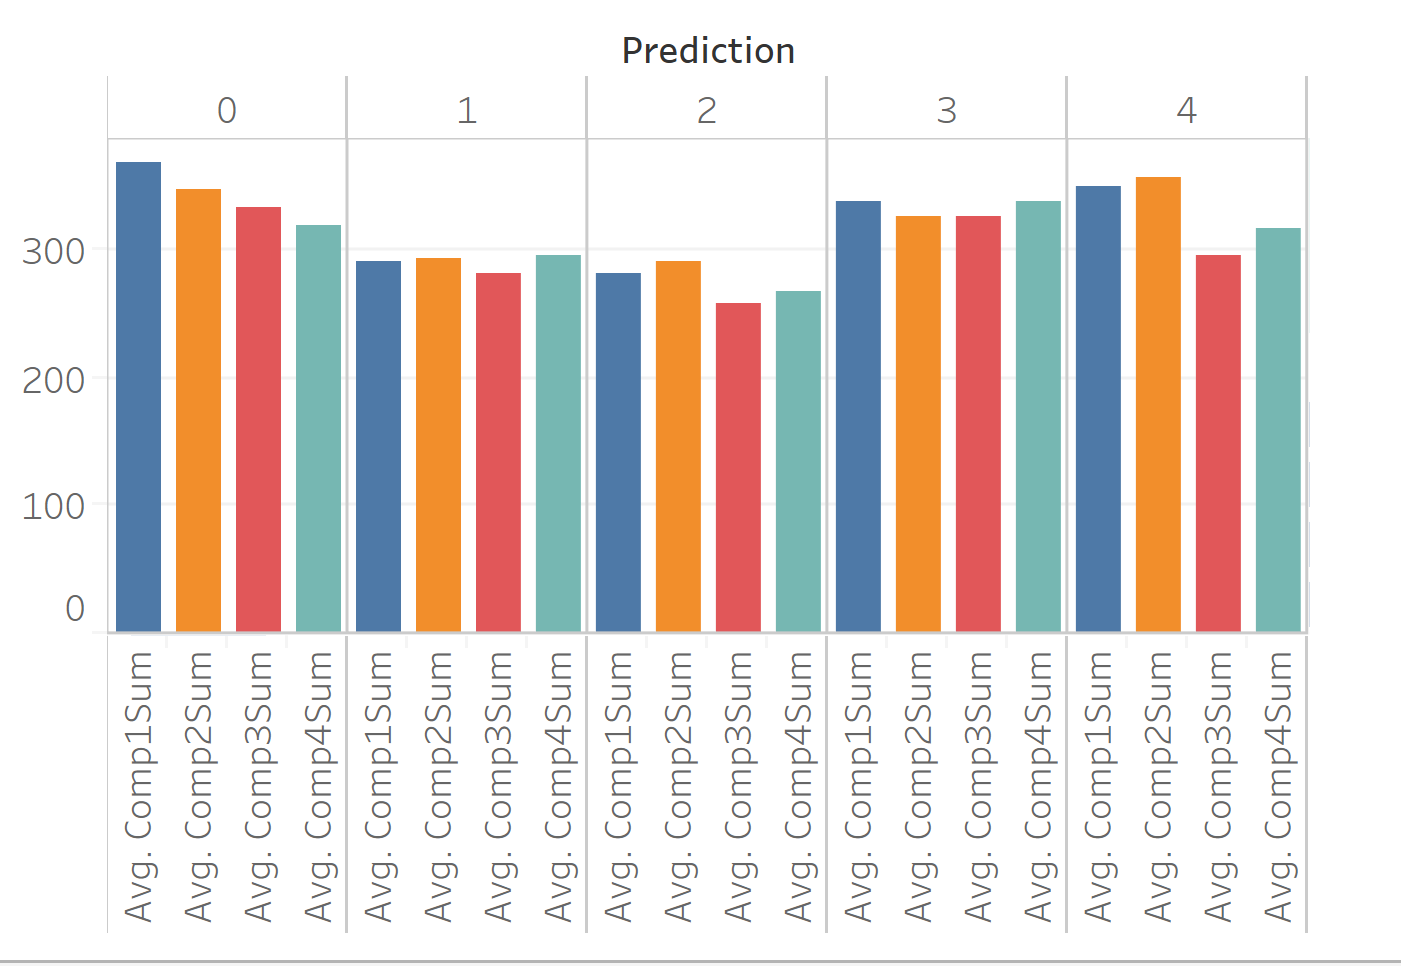 Prediction
0 1 2 3 4
300
200
100
0
Avg. Comp1Sum
Avg. Comp2Sum
Avg. Comp3Sum
Avg. Comp4Sum
Avg. Comp1Sum
Avg. Comp2Sum
Avg. Comp3Sum
Avg. Comp4Sum
Avg. Comp1Sum
Avg. Comp2Sum
Avg. Comp3Sum
Avg. Comp4Sum
Avg. Comp1Sum
Avg. Comp2Sum
Avg. Comp3Sum
Avg. Comp4Sum
Avg. Comp1Sum
Avg. Comp2Sum
Avg. Comp3Sum
Avg. Comp4Sum